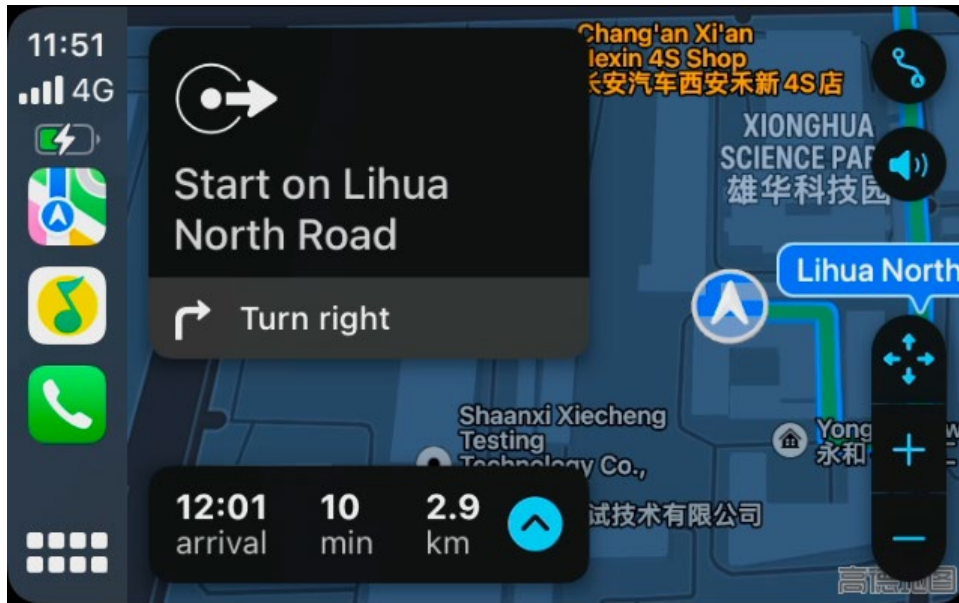 11:51
4G
Start on Lihua
North Road
Turn right
12:01
arrival
10
min
2.9
km
Chang'an Xi'an
Hexin 4S Shop
长安汽车西安禾新4S店
XIONGHUA
SCIENCE PAR
雄华科技园
Lihua North
Shaanxi Xiecheng
Testing
Technology Co.,
试技术有限公司
Yong
永和
高德地图